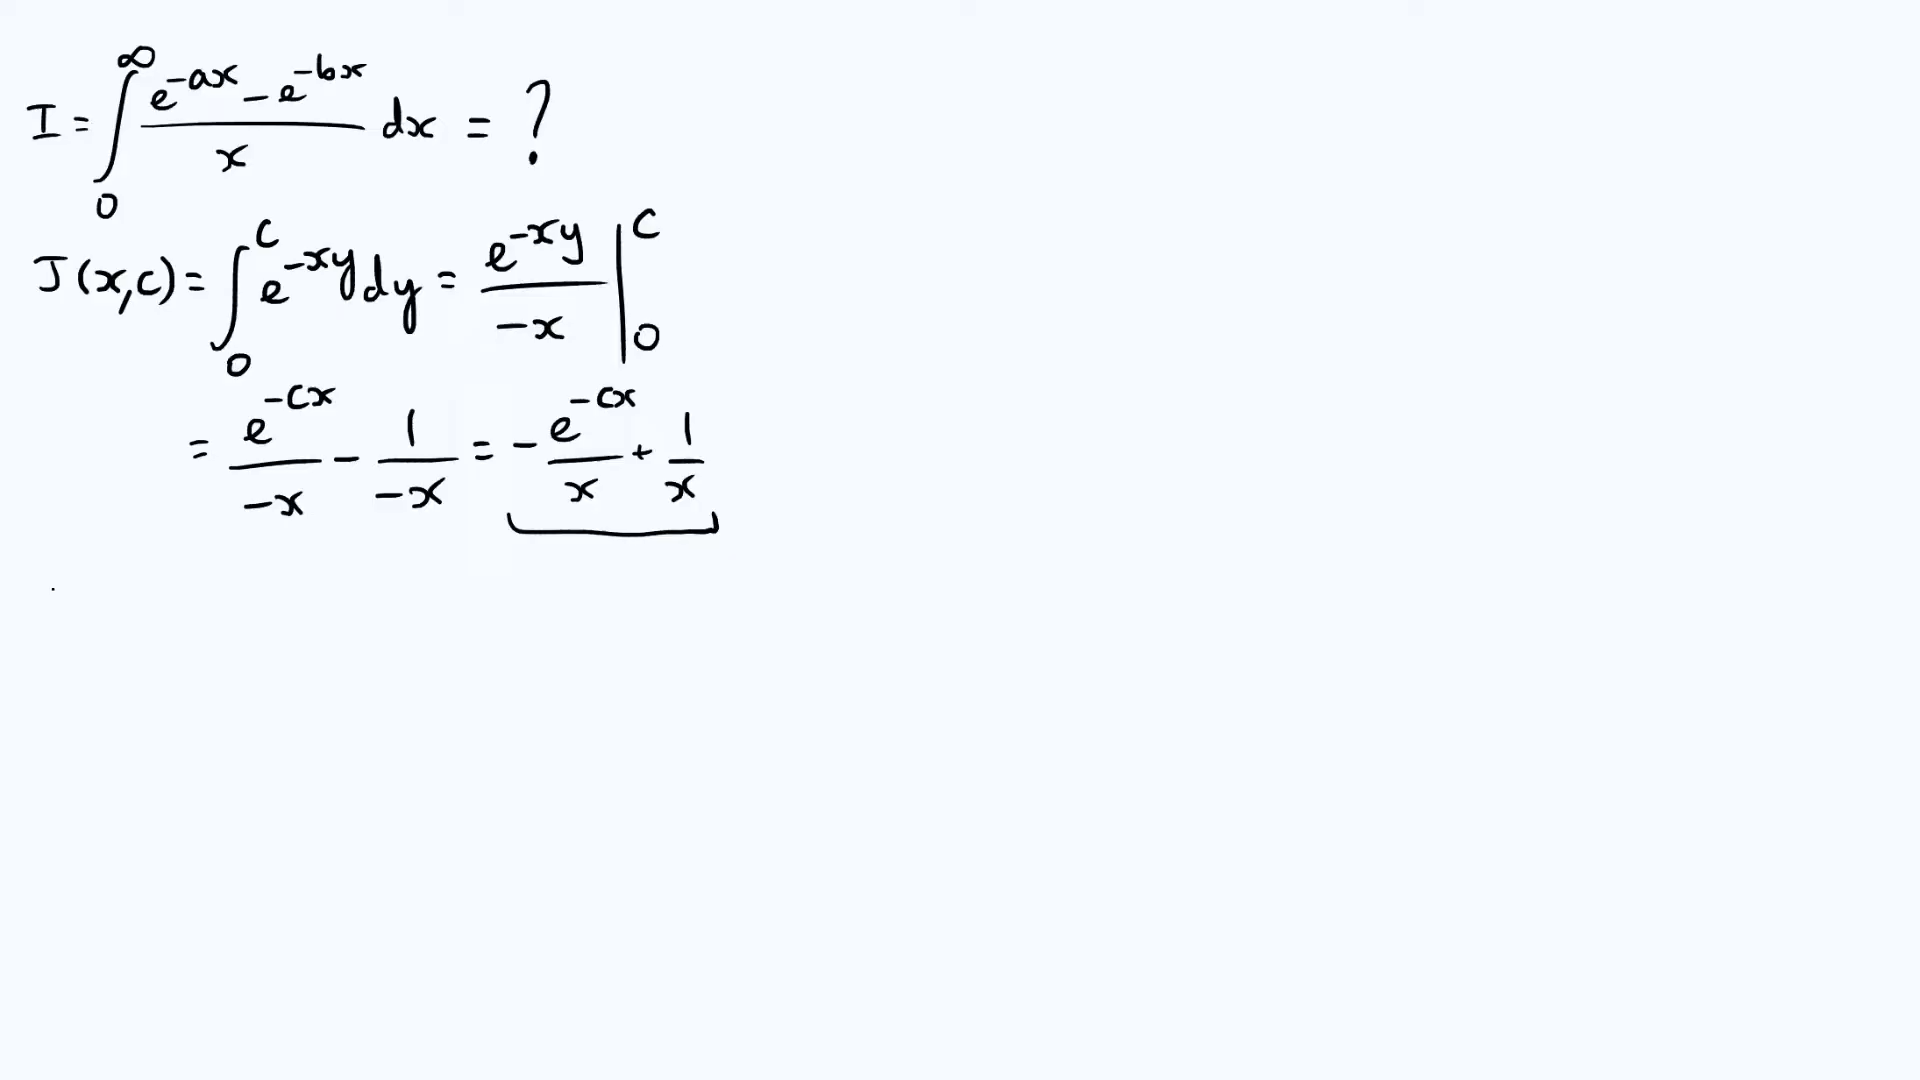 I = ∫₀^∞ (e^{-ax} - e^{-bx})/x dx = ?
J(x,c) = ∫₀^c e^{-xy} dy = e^{-xy}/(-x) |₀^c
= e^{-cx}/(-x) - 1/(-x) = - e^{-cx}/x + 1/x